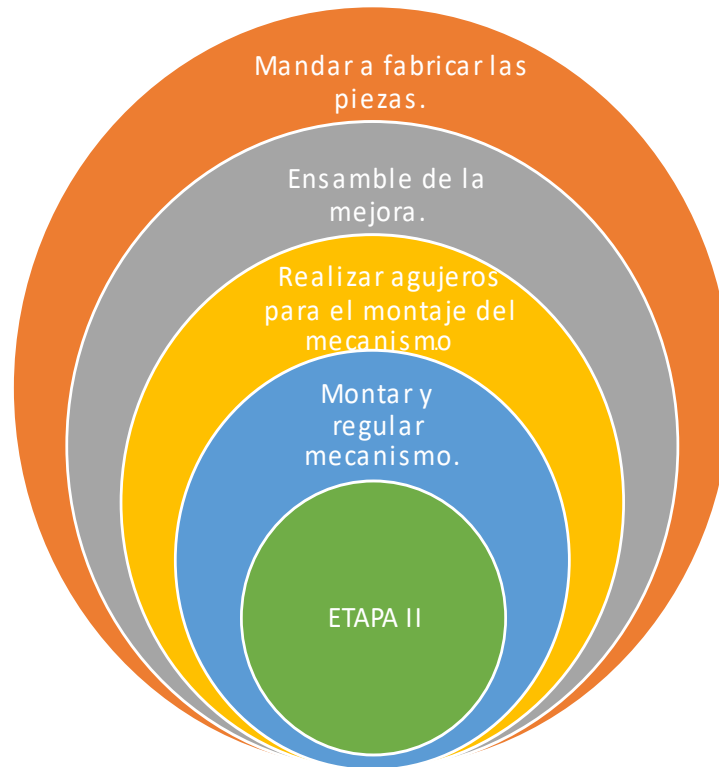 Mandar a fabricar las
piezas.
Ensamble de la
mejora.
Realizar agujeros
para el montaje del
mecanismo.
Montar y
regular
mecanismo.
ETAPA II